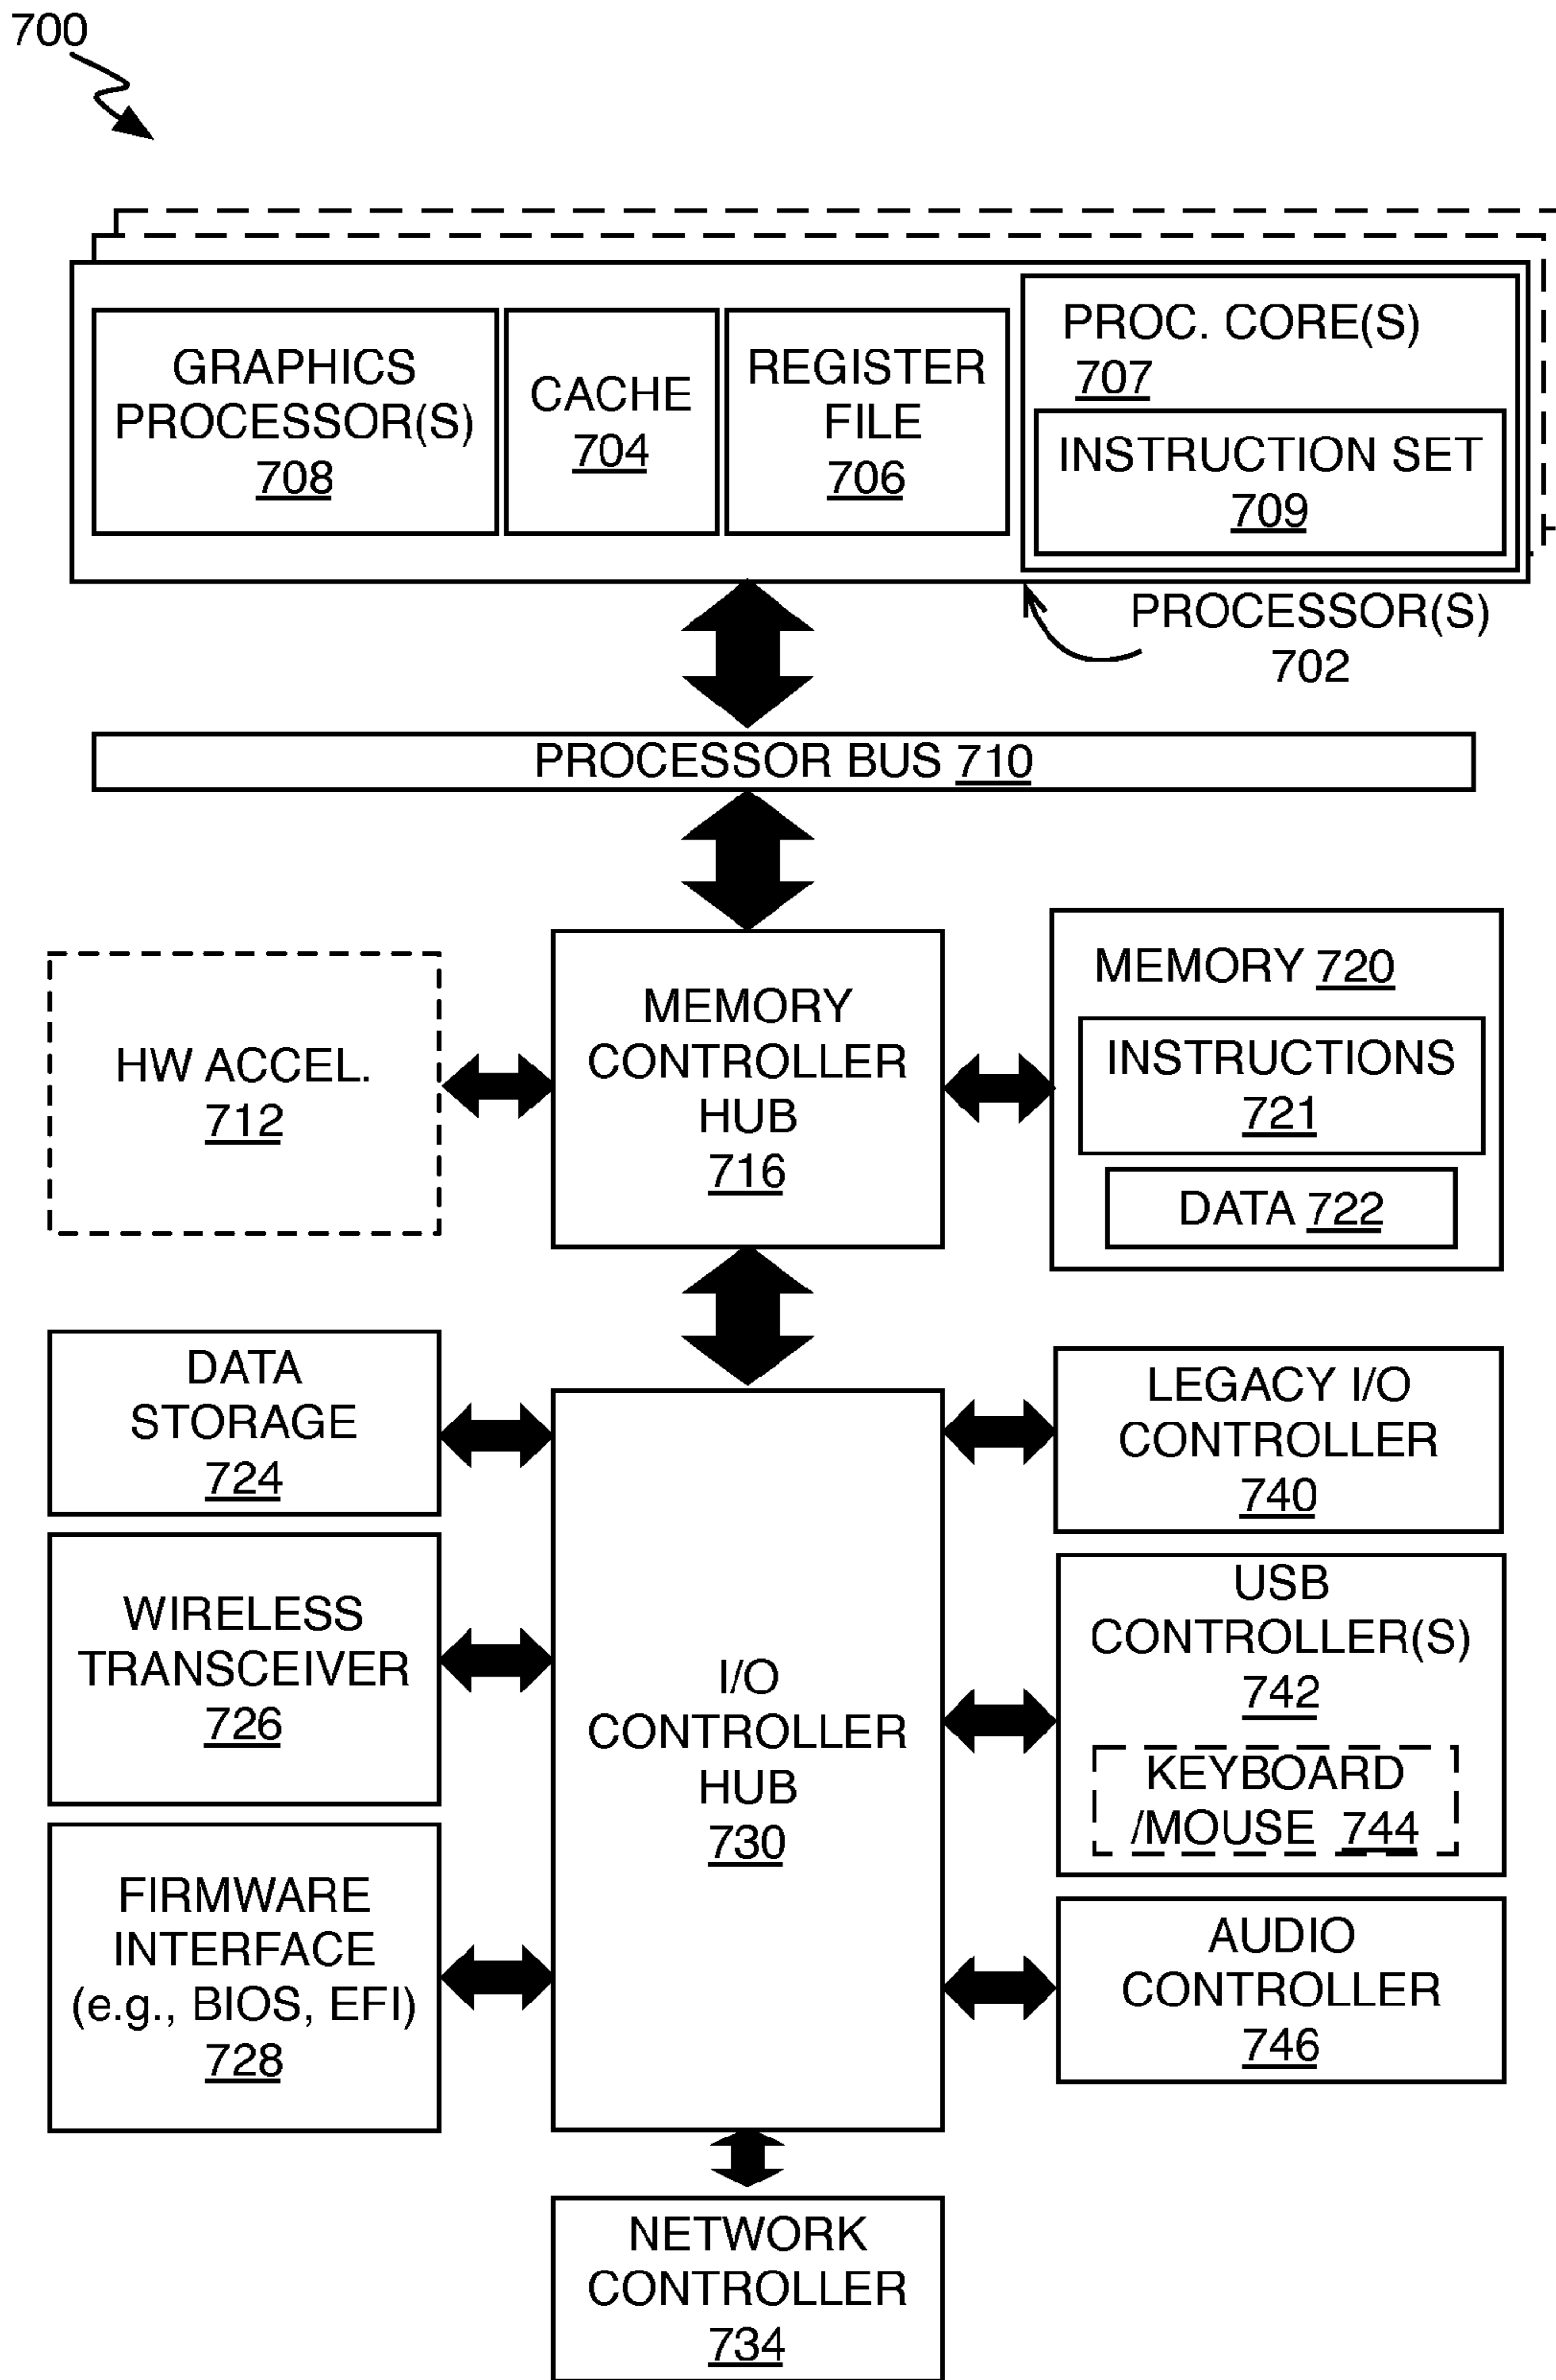 700
GRAPHICS
PROCESSOR(S)
708
CACHE
704
REGISTER
FILE
706
PROC. CORE(S)
707
INSTRUCTION SET
709
PROCESSOR(S)
702
PROCESSOR BUS 710
HW ACCEL.
712
MEMORY
CONTROLLER
HUB
716
MEMORY 720
INSTRUCTIONS
721
DATA 722
DATA
STORAGE
724
WIRELESS
TRANSCEIVER
726
FIRMWARE
INTERFACE
(e.g., BIOS, EFI)
728
I/O
CONTROLLER
HUB
730
LEGACY I/O
CONTROLLER
740
USB
CONTROLLER(S)
742
KEYBOARD
/MOUSE 744
AUDIO
CONTROLLER
746
NETWORK
CONTROLLER
734